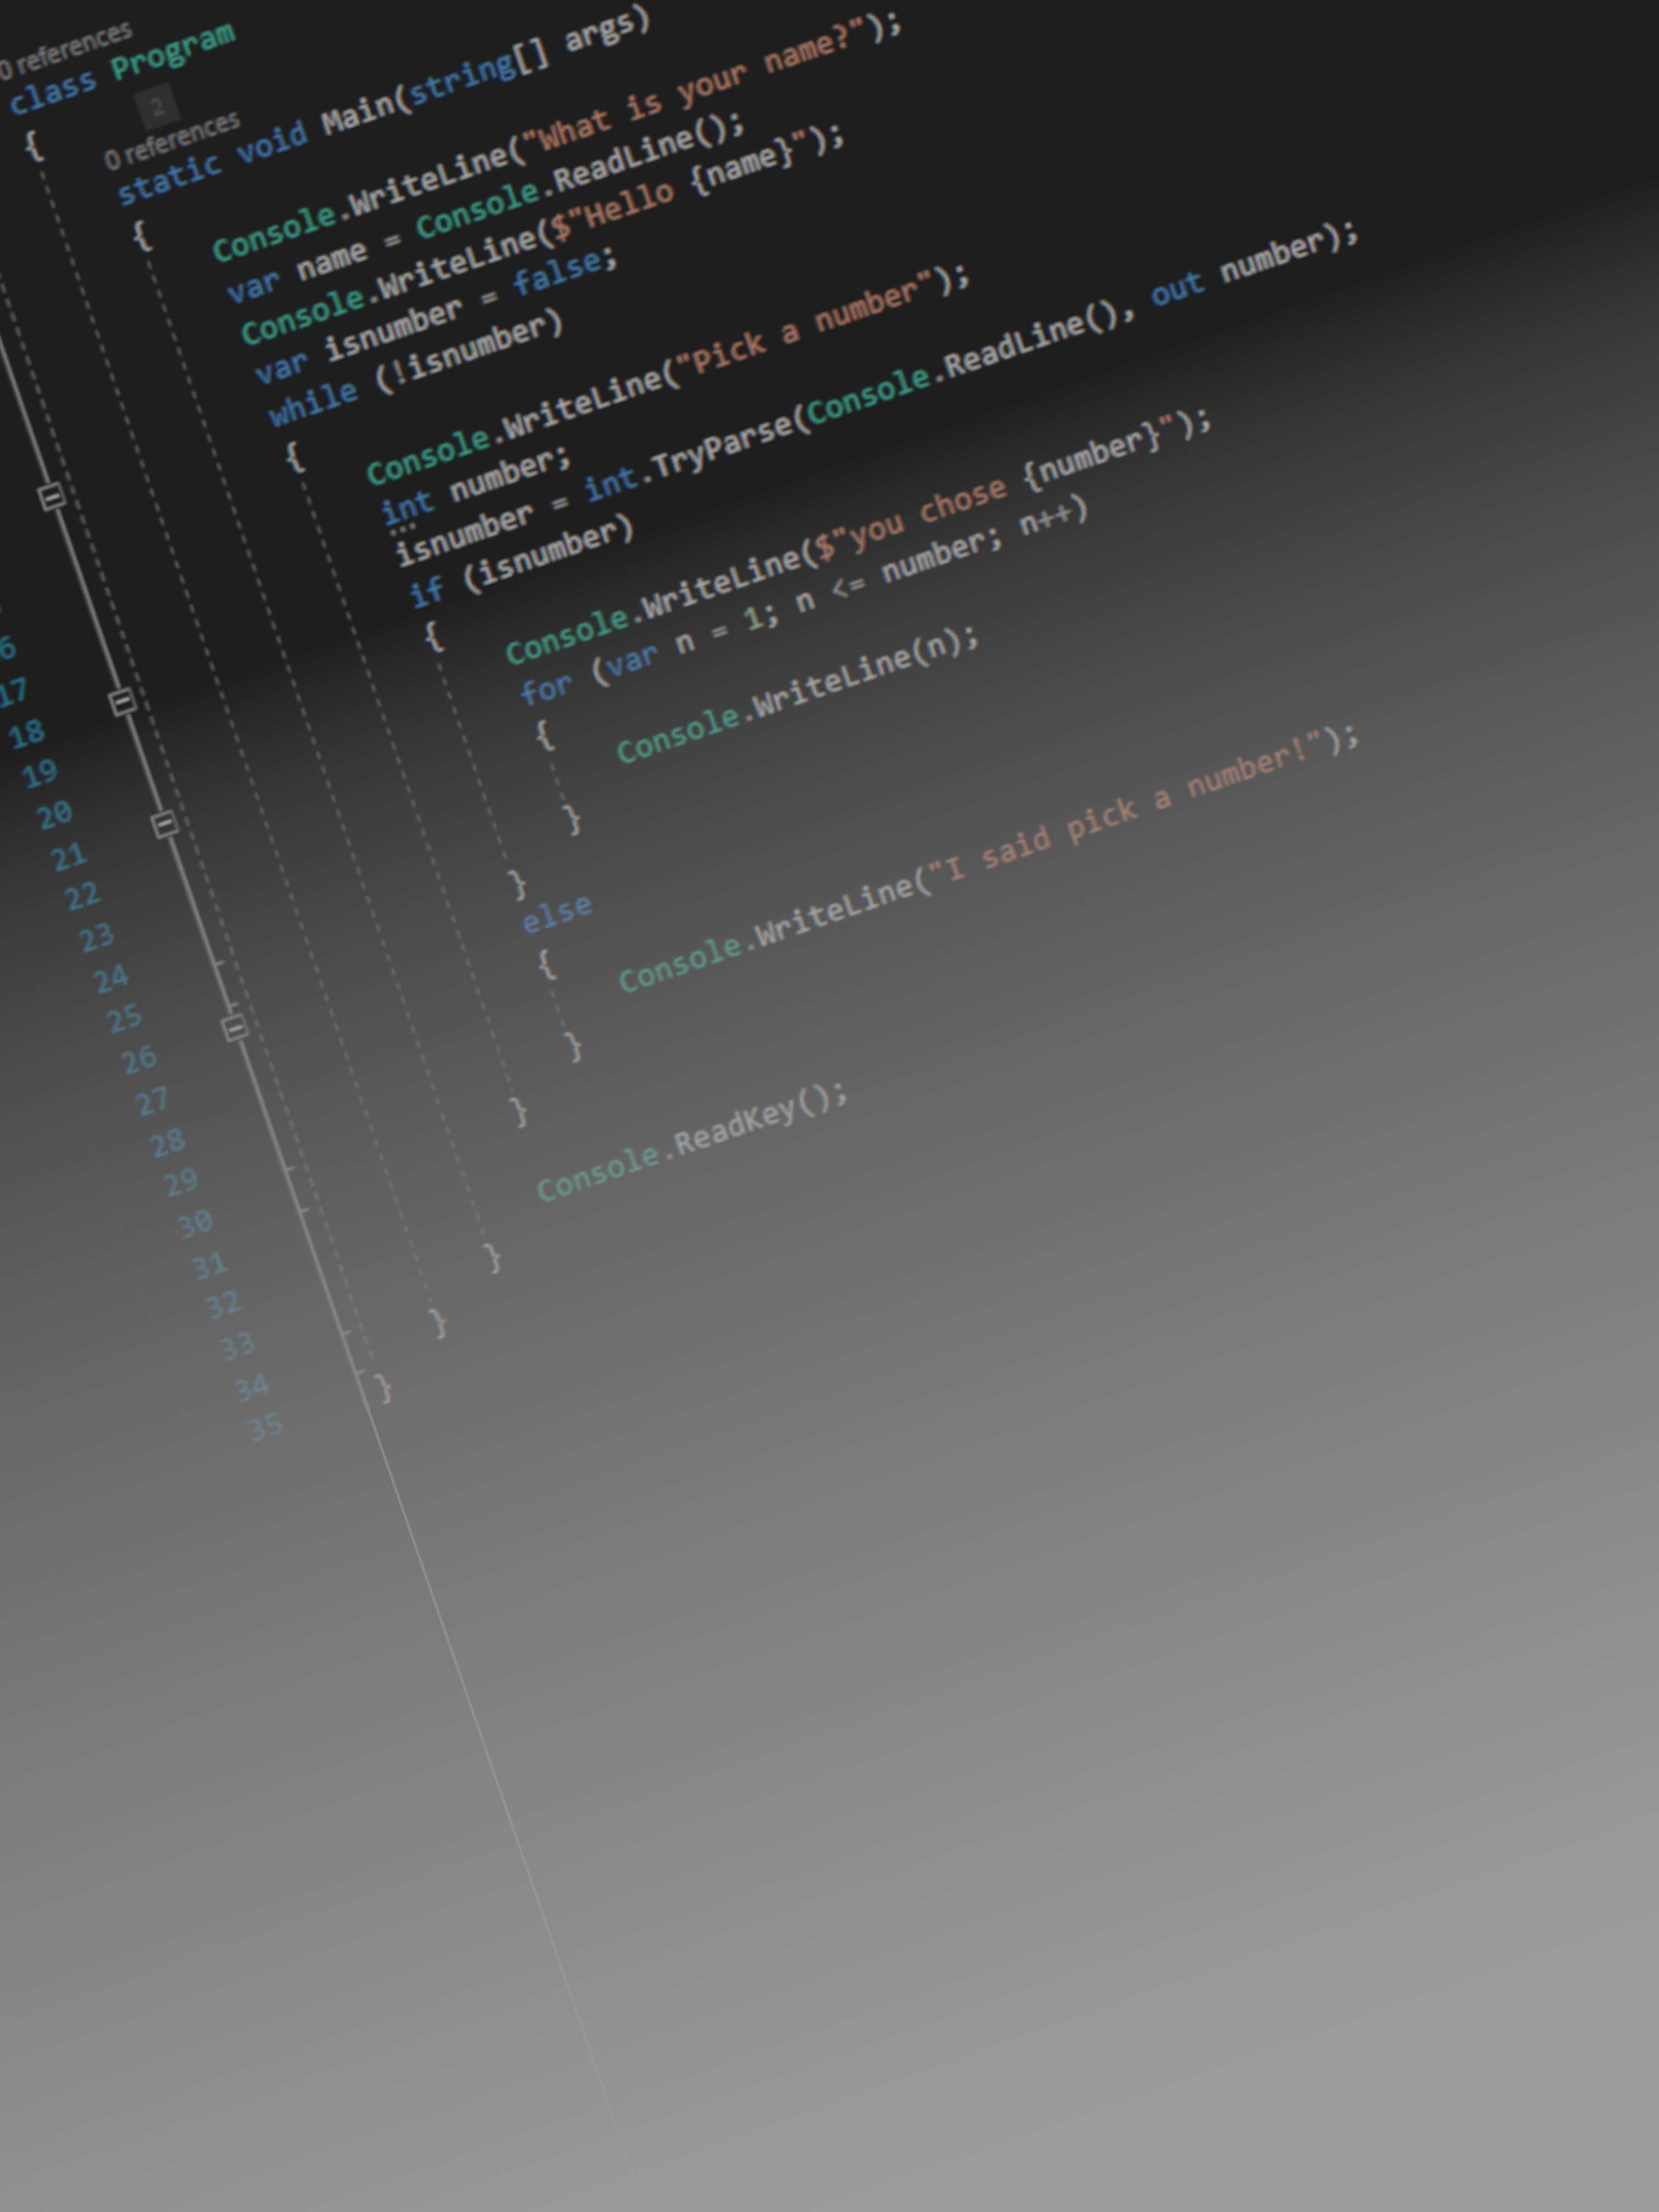 0 references
class Program
{
2
0 references
static void Main(string[] args)
{
Console.WriteLine("What is your name?");
var name = Console.ReadLine();
Console.WriteLine($"Hello {name}");
var isnumber = false;
while (!isnumber)
{
Console.WriteLine("Pick a number");
int number;
isnumber = int.TryParse(Console.ReadLine(), out number);
if (isnumber)
{
Console.WriteLine($"you chose {number}");
for (var n = 1; n <= number; n++)
{
Console.WriteLine(n);
}
}
else
{
Console.WriteLine("I said pick a number!");
}
}
Console.ReadKey();
}
}
}
6
17
18
19
20
21
22
23
24
25
26
27
28
29
30
31
32
33
34
35